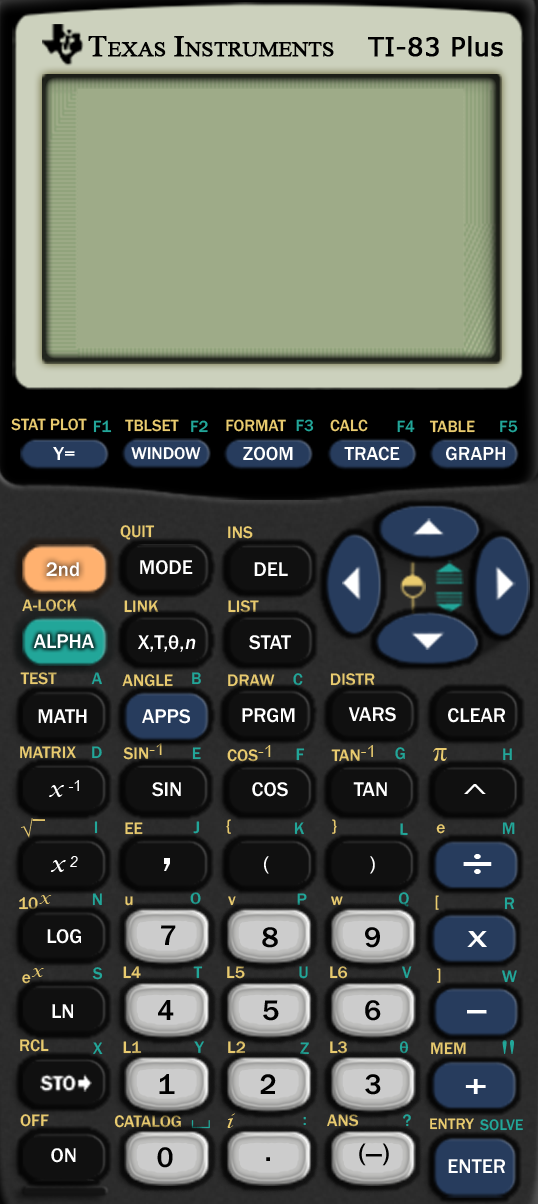 TEXAS INSTRUMENTS TI-83 Plus
STAT PLOT F1 TBLSET F2 FORMAT F3 CALC F4 TABLE F5
Y= WINDOW ZOOM TRACE GRAPH
QUIT INS
2nd MODE DEL
A-LOCK LINK LIST
ALPHA X,T,θ,n STAT
TEST A ANGLE B DRAW C DISTR
MATH APPS PRGM VARS CLEAR
MATRIX D SIN⁻¹ E COS⁻¹ F TAN⁻¹ G π H
x⁻¹ SIN COS TAN ^
√‾ I EE J { K } L e M
x² , ( ) ÷
10ˣ N u O v P w Q [ R
LOG 7 8 9 X
eˣ S L4 T L5 U L6 V ] W
LN 4 5 6 −
RCL X L1 Y L2 Z L3 θ MEM "
STO➔ 1 2 3 +
OFF CATALOG ⎵ i : ANS ? ENTRY SOLVE
ON 0 . (−) ENTER